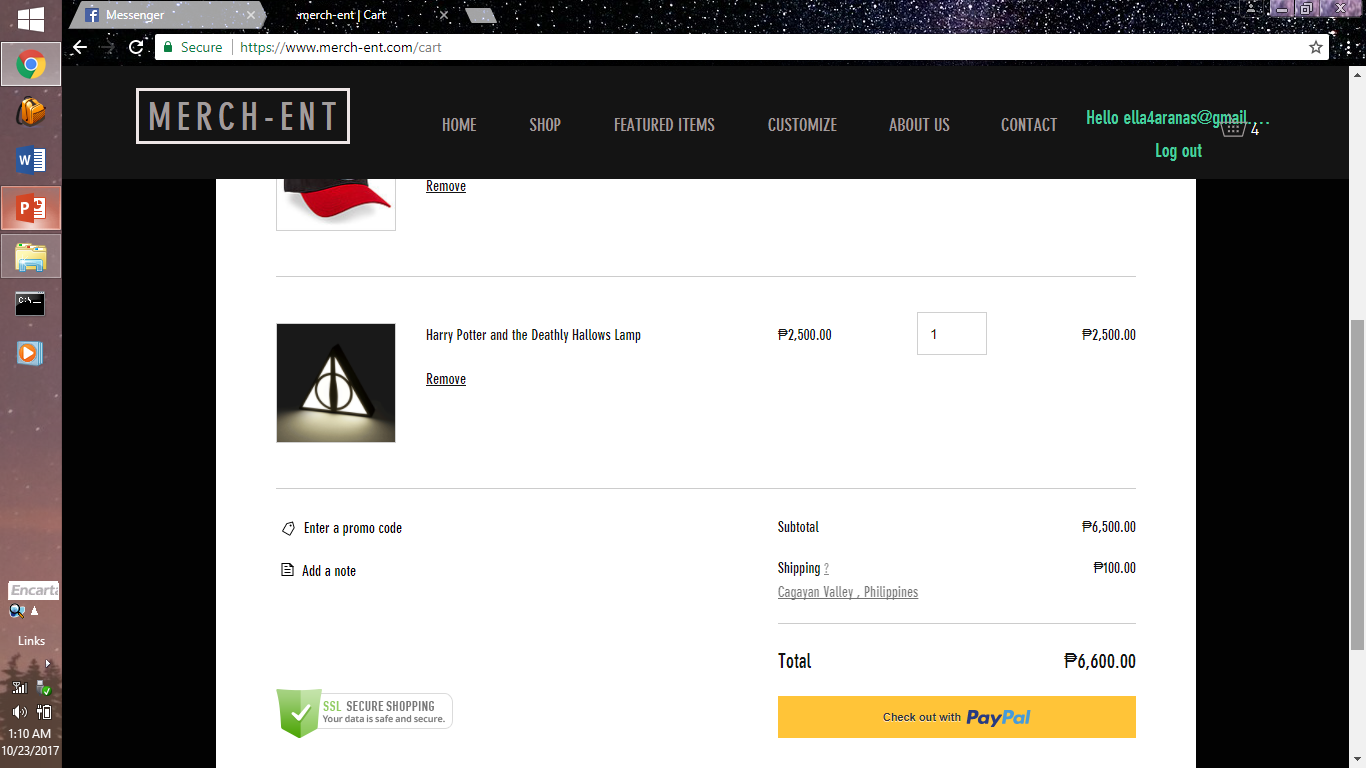 Messenger
merch-ent | Cart
Secure
https://www.merch-ent.com/cart
MERCH-ENT
HOME
SHOP
FEATURED ITEMS
CUSTOMIZE
ABOUT US
CONTACT
Hello ella4aranas@gmail....
4
Log out
Remove
Harry Potter and the Deathly Hallows Lamp
₱2,500.00
1
₱2,500.00
Remove
Enter a promo code
Add a note
Subtotal
₱6,500.00
Shipping ?
₱100.00
Cagayan Valley , Philippines
Total
₱6,600.00
SSL SECURE SHOPPING
Your data is safe and secure.
Check out with PayPal
Encarta
Links
1:10 AM
10/23/2017